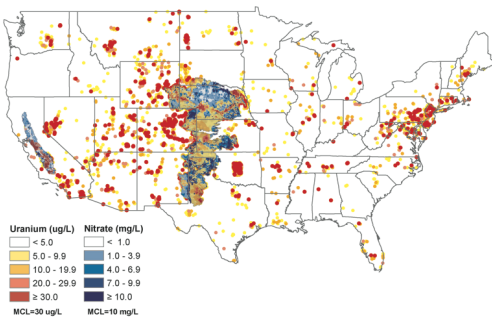 Uranium (ug/L) Nitrate (mg/L)
< 5.0 < 1.0
5.0 - 9.9 1.0 - 3.9
10.0 - 19.9 4.0 - 6.9
20.0 - 29.9 7.0 - 9.9
≥ 30.0 ≥ 10.0
MCL=30 ug/L MCL=10 mg/L